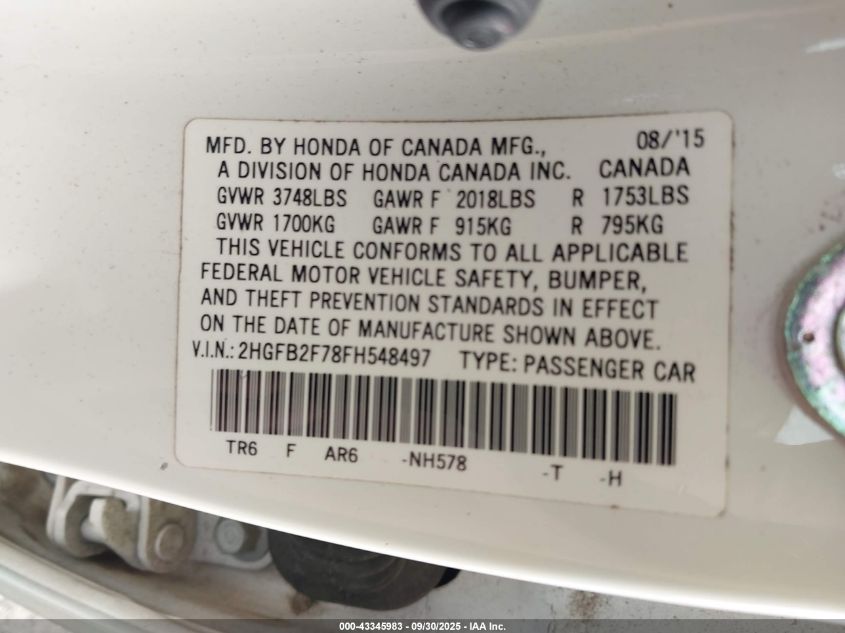 MFD. BY HONDA OF CANADA MFG., 08/'15
A DIVISION OF HONDA CANADA INC. CANADA
GVWR 3748LBS GAWR F 2018LBS R 1753LBS
GVWR 1700KG GAWR F 915KG R 795KG
THIS VEHICLE CONFORMS TO ALL APPLICABLE
FEDERAL MOTOR VEHICLE SAFETY, BUMPER,
AND THEFT PREVENTION STANDARDS IN EFFECT
ON THE DATE OF MANUFACTURE SHOWN ABOVE.
V.I.N.: 2HGFB2F78FH548497 TYPE: PASSENGER CAR
TR6 F AR6 -NH578 -T -H
000-43345983 - 09/30/2025 - IAA Inc.